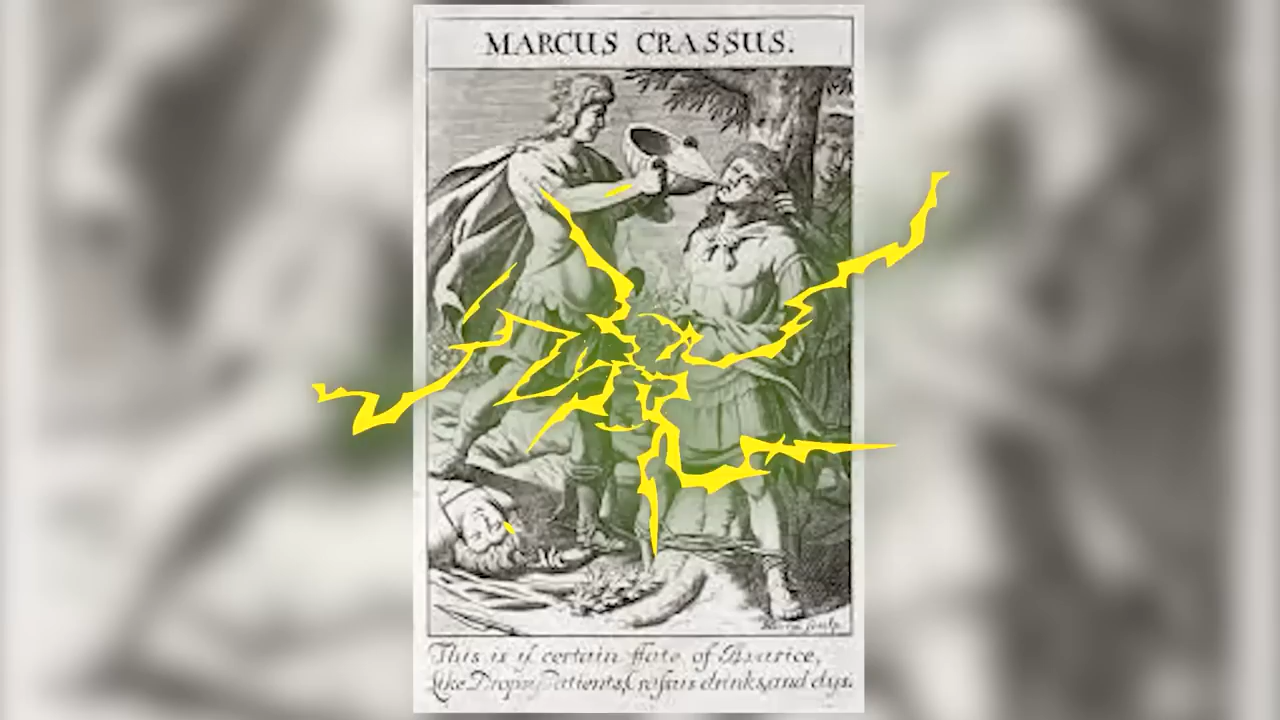 MARCUS CRASSUS.
This is yͤ certain ffate of Avarice,
Like Dropsy Patients, Crassus drinks, and dys.